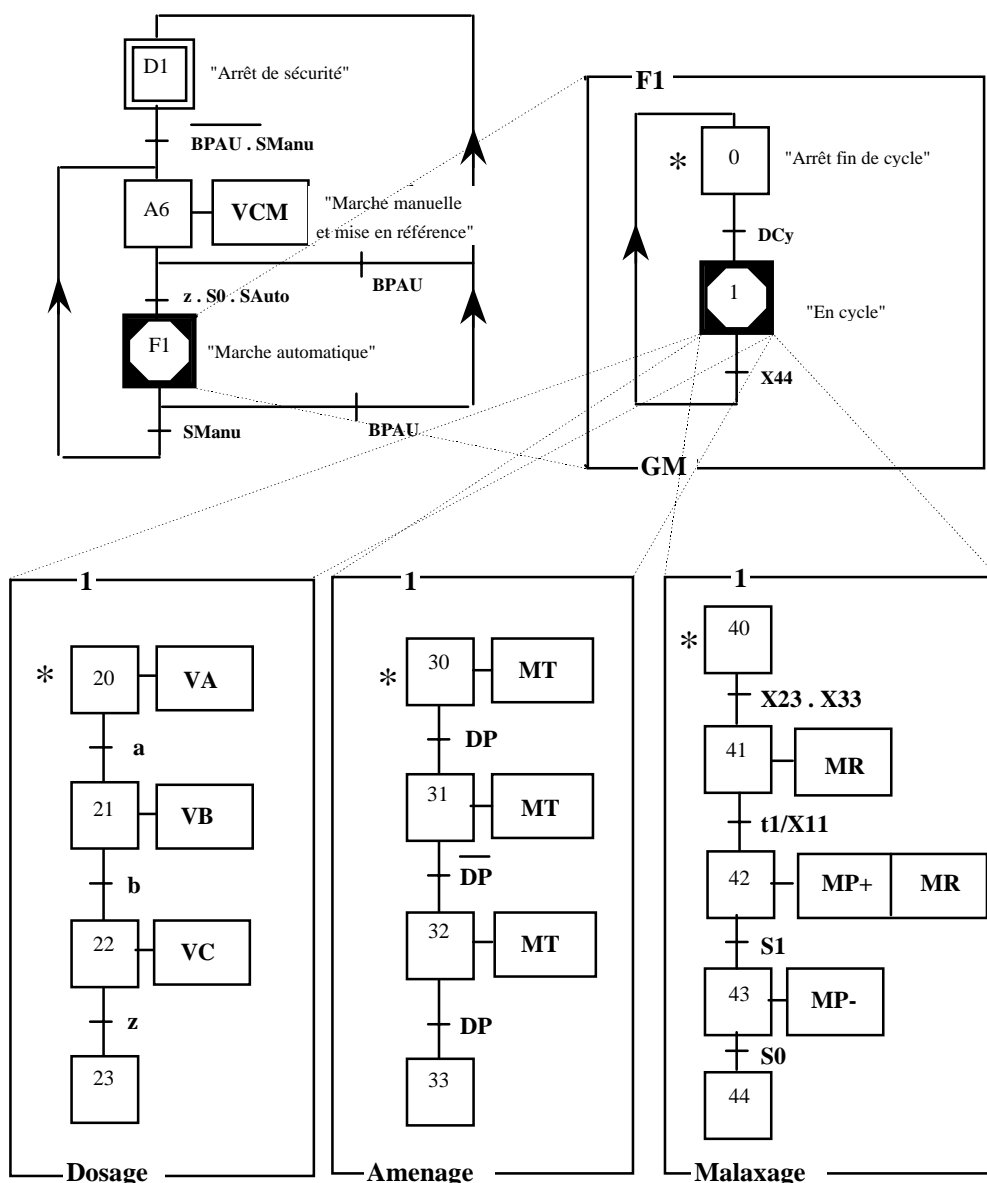 D1
"Arrêt de sécurité"
BPAU . SManu
A6
VCM
"Marche manuelle
et mise en référence"
BPAU
z . S0 . SAuto
F1
"Marche automatique"
SManu
BPAU
F1
*
0
"Arrêt fin de cycle"
DCy
1
"En cycle"
X44
GM
1
*
20
VA
a
21
VB
b
22
VC
z
23
Dosage
1
*
30
MT
DP
31
MT
DP
32
MT
DP
33
Amenage
1
*
40
X23 . X33
41
MR
t1/X11
42
MP+
MR
S1
43
MP-
S0
44
Malaxage